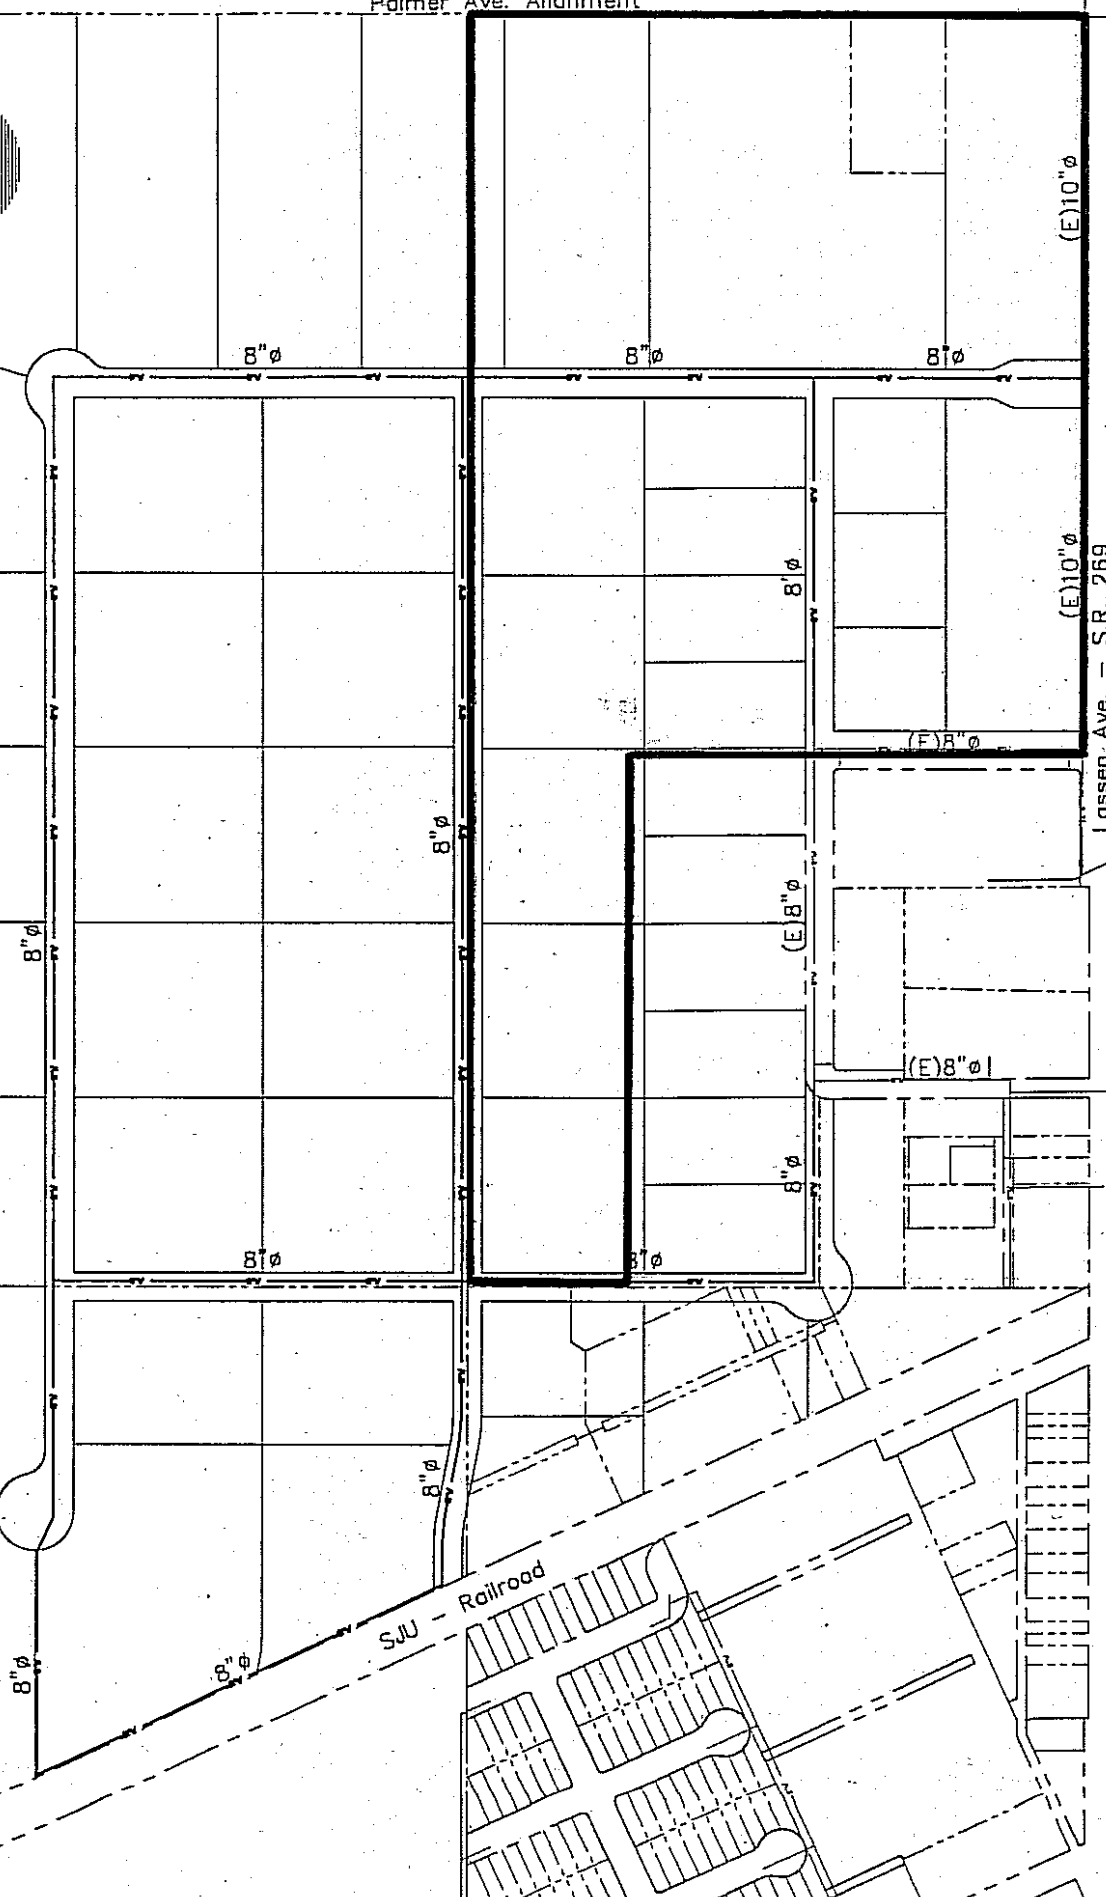 Palmer Ave. Alignment
(E)10"ø
8"ø
8"ø
8"ø
8'ø
(E)10"ø
Lassen Ave. – S.R. 269
(E)8"ø
8"ø
(E)8"ø
8"ø
(E)8"ø
8"ø
8"ø
8"ø
8"ø
SJU – Railroad
8"ø
8"ø